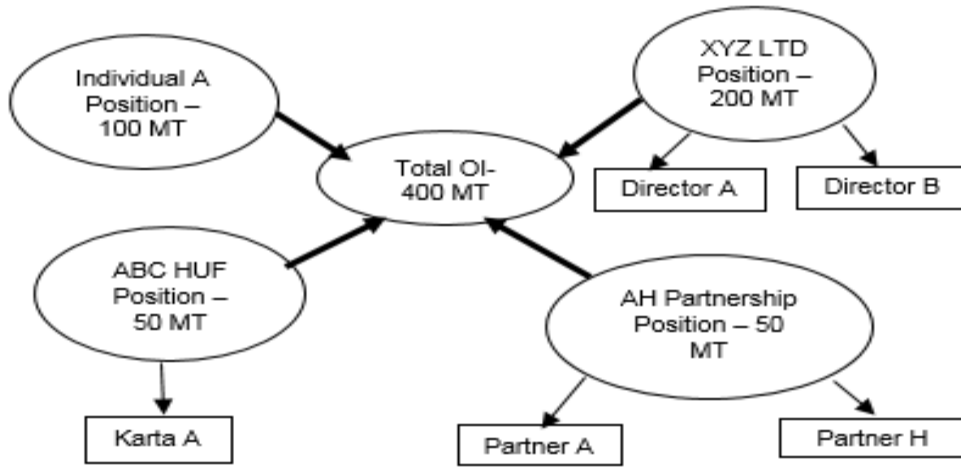 Individual A
Position –
100 MT
XYZ LTD
Position –
200 MT
Total OI-
400 MT
Director A
Director B
ABC HUF
Position –
50 MT
AH Partnership
Position – 50
MT
Karta A
Partner A
Partner H